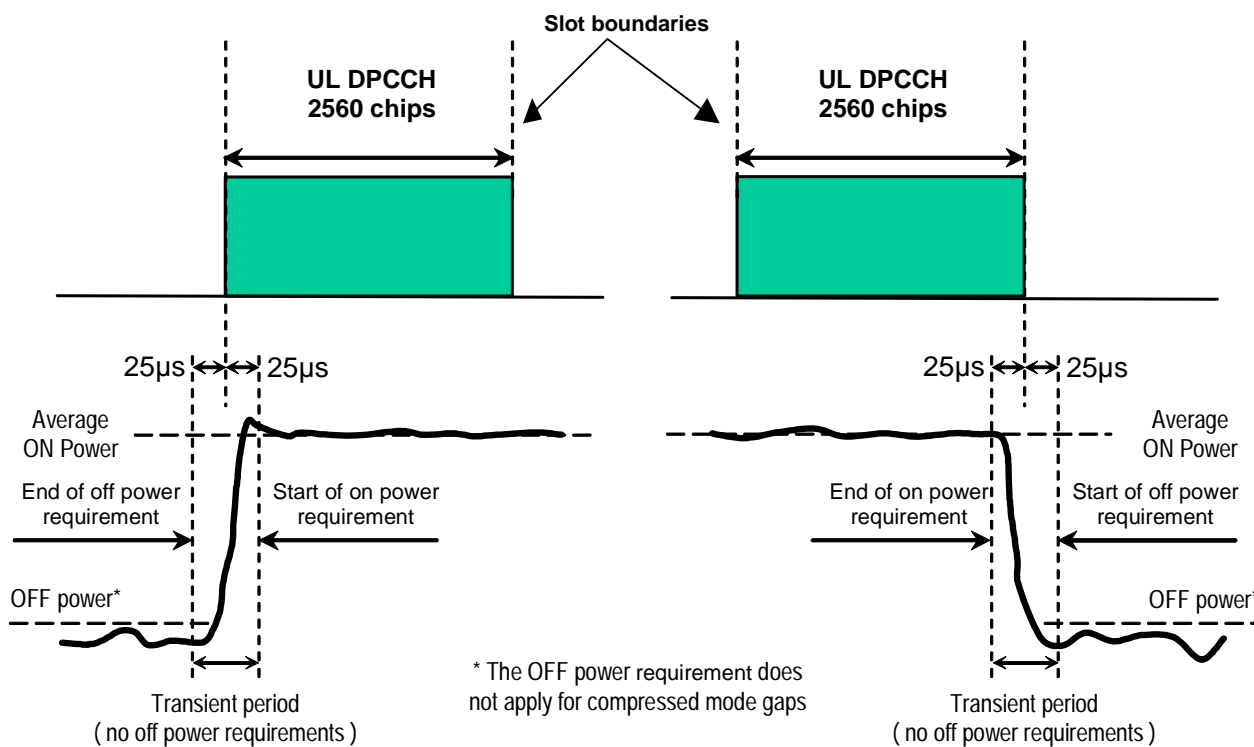 Slot boundaries
UL DPCCH
2560 chips
UL DPCCH
2560 chips
25µs
25µs
25µs
25µs
Average
ON Power
Average
ON Power
End of off power
requirement
Start of on power
requirement
End of on power
requirement
Start of off power
requirement
OFF power*
OFF power*
* The OFF power requirement does
not apply for compressed mode gaps
Transient period
( no off power requirements )
Transient period
( no off power requirements )